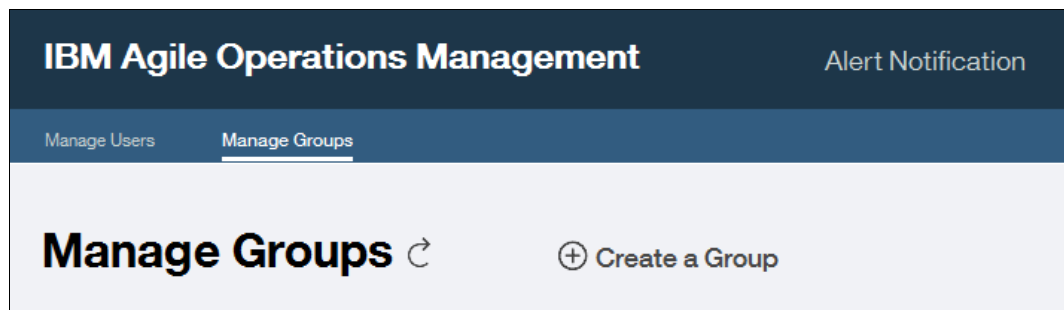 IBM Agile Operations Management Alert Notification
Manage Users Manage Groups
Manage Groups Create a Group